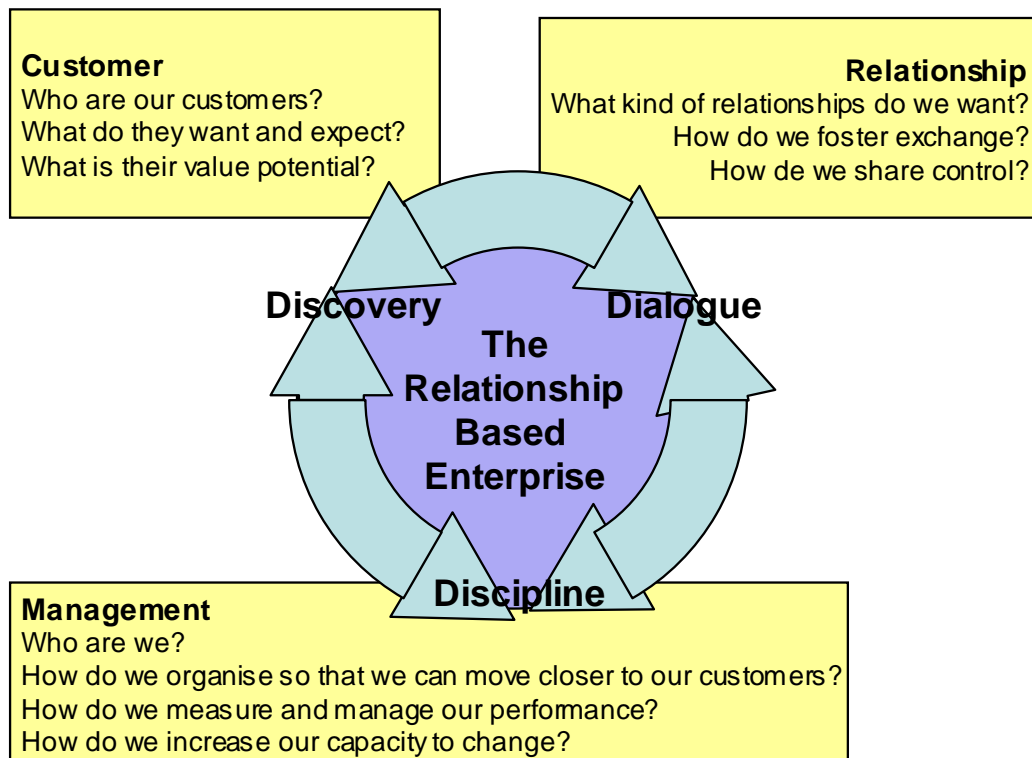 Customer
Who are our customers?
What do they want and expect?
What is their value potential?
Relationship
What kind of relationships do we want?
How do we foster exchange?
How de we share control?
Discovery
Dialogue
The
Relationship
Based
Enterprise
Discipline
Management
Who are we?
How do we organise so that we can move closer to our customers?
How do we measure and manage our performance?
How do we increase our capacity to change?